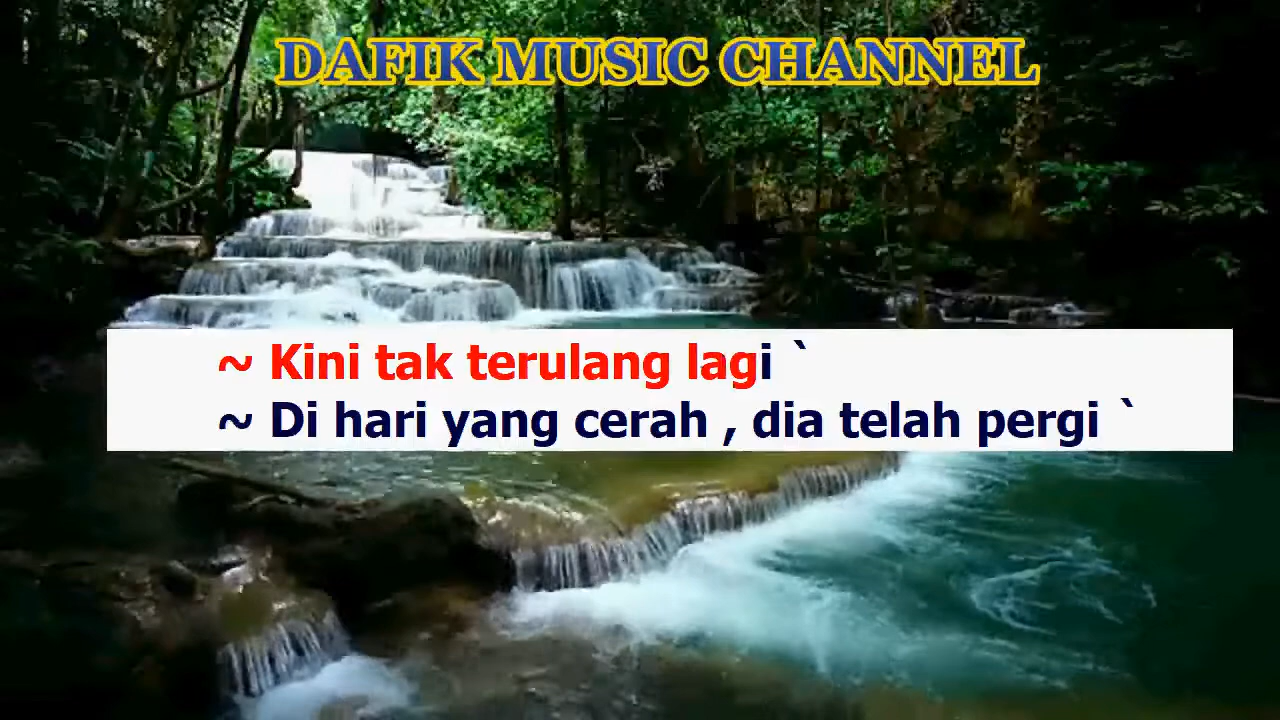 DAFIK MUSIC CHANNEL
~ Kini tak terulang lagi `
~ Di hari yang cerah , dia telah pergi `